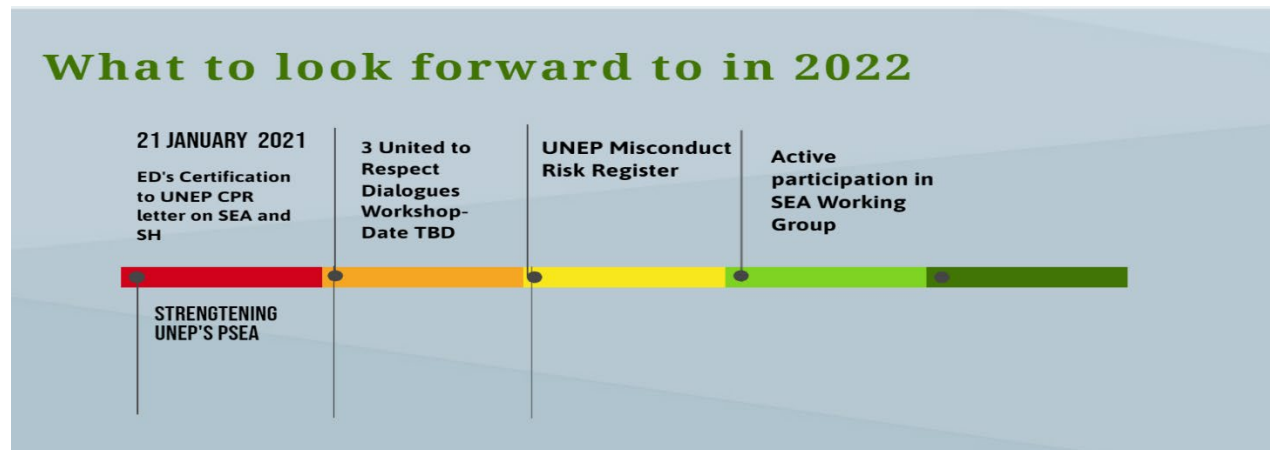 What to look forward to in 2022
21 JANUARY 2021
ED's Certification
to UNEP CPR
letter on SEA and
SH
3 United to
Respect
Dialogues
Workshop-
Date TBD
UNEP Misconduct
Risk Register
Active
participation in
SEA Working
Group
STRENGTENING
UNEP'S PSEA